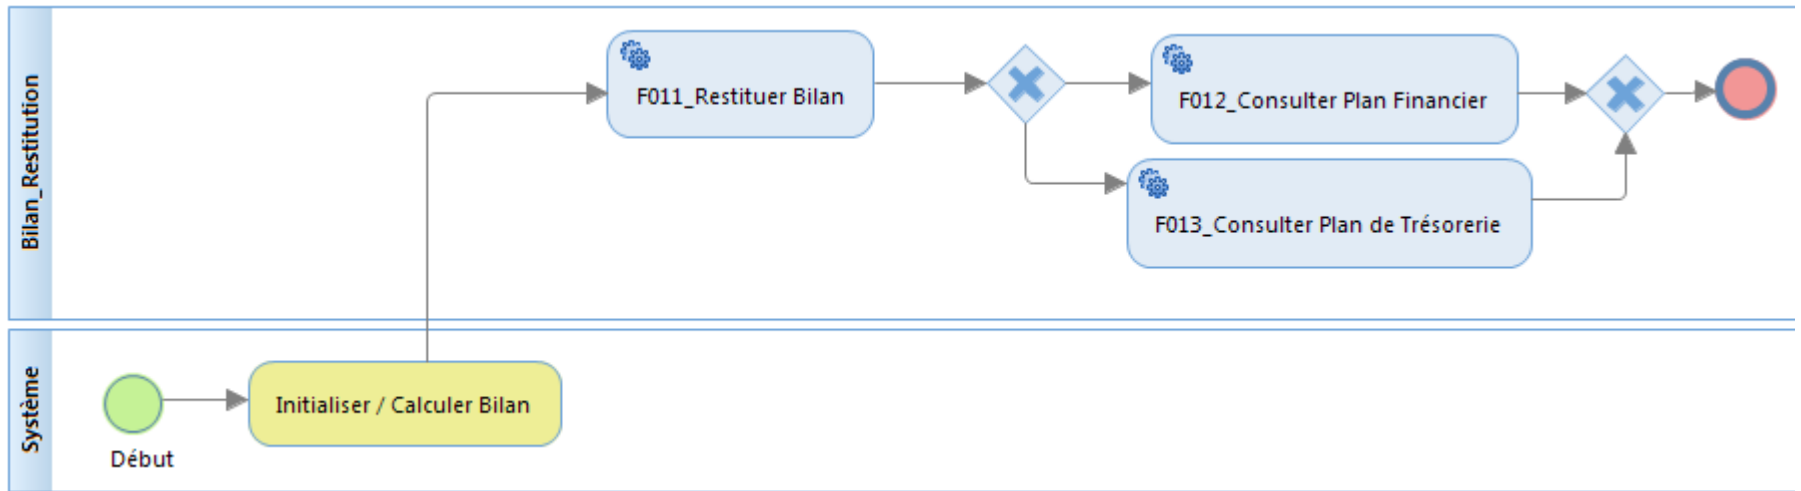 Bilan_Restitution
F011_Restituer Bilan
F012_Consulter Plan Financier
F013_Consulter Plan de Trésorerie
Système
Initialiser / Calculer Bilan
Début